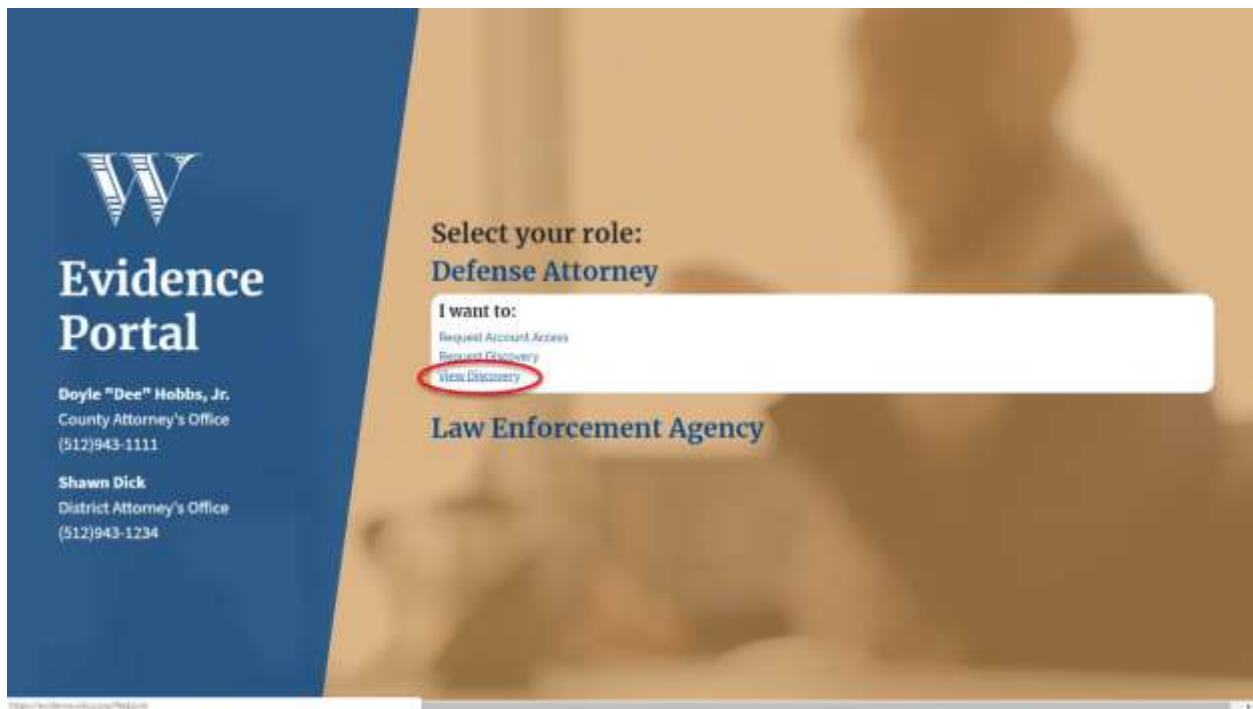 W
Evidence
Portal
Doyle "Dee" Hobbs, Jr.
County Attorney's Office
(512)943-1111
Shawn Dick
District Attorney's Office
(512)943-1234
Select your role:
Defense Attorney
I want to:
Request Account Access
Request Discovery
View Discovery
Law Enforcement Agency